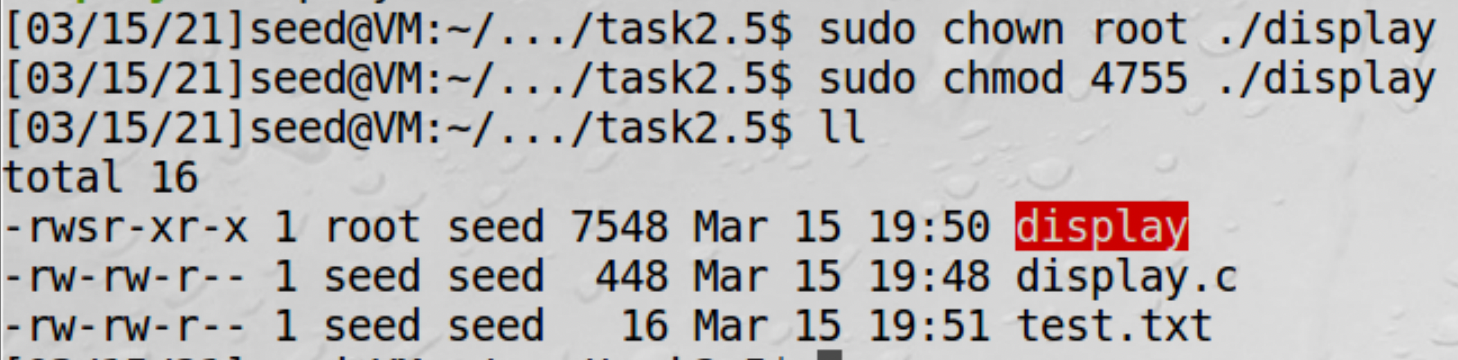 [03/15/21]seed@VM:~/.../task2.5$ sudo chown root ./display
[03/15/21]seed@VM:~/.../task2.5$ sudo chmod 4755 ./display
[03/15/21]seed@VM:~/.../task2.5$ ll
total 16
-rwsr-xr-x 1 root seed 7548 Mar 15 19:50 display
-rw-rw-r-- 1 seed seed  448 Mar 15 19:48 display.c
-rw-rw-r-- 1 seed seed   16 Mar 15 19:51 test.txt